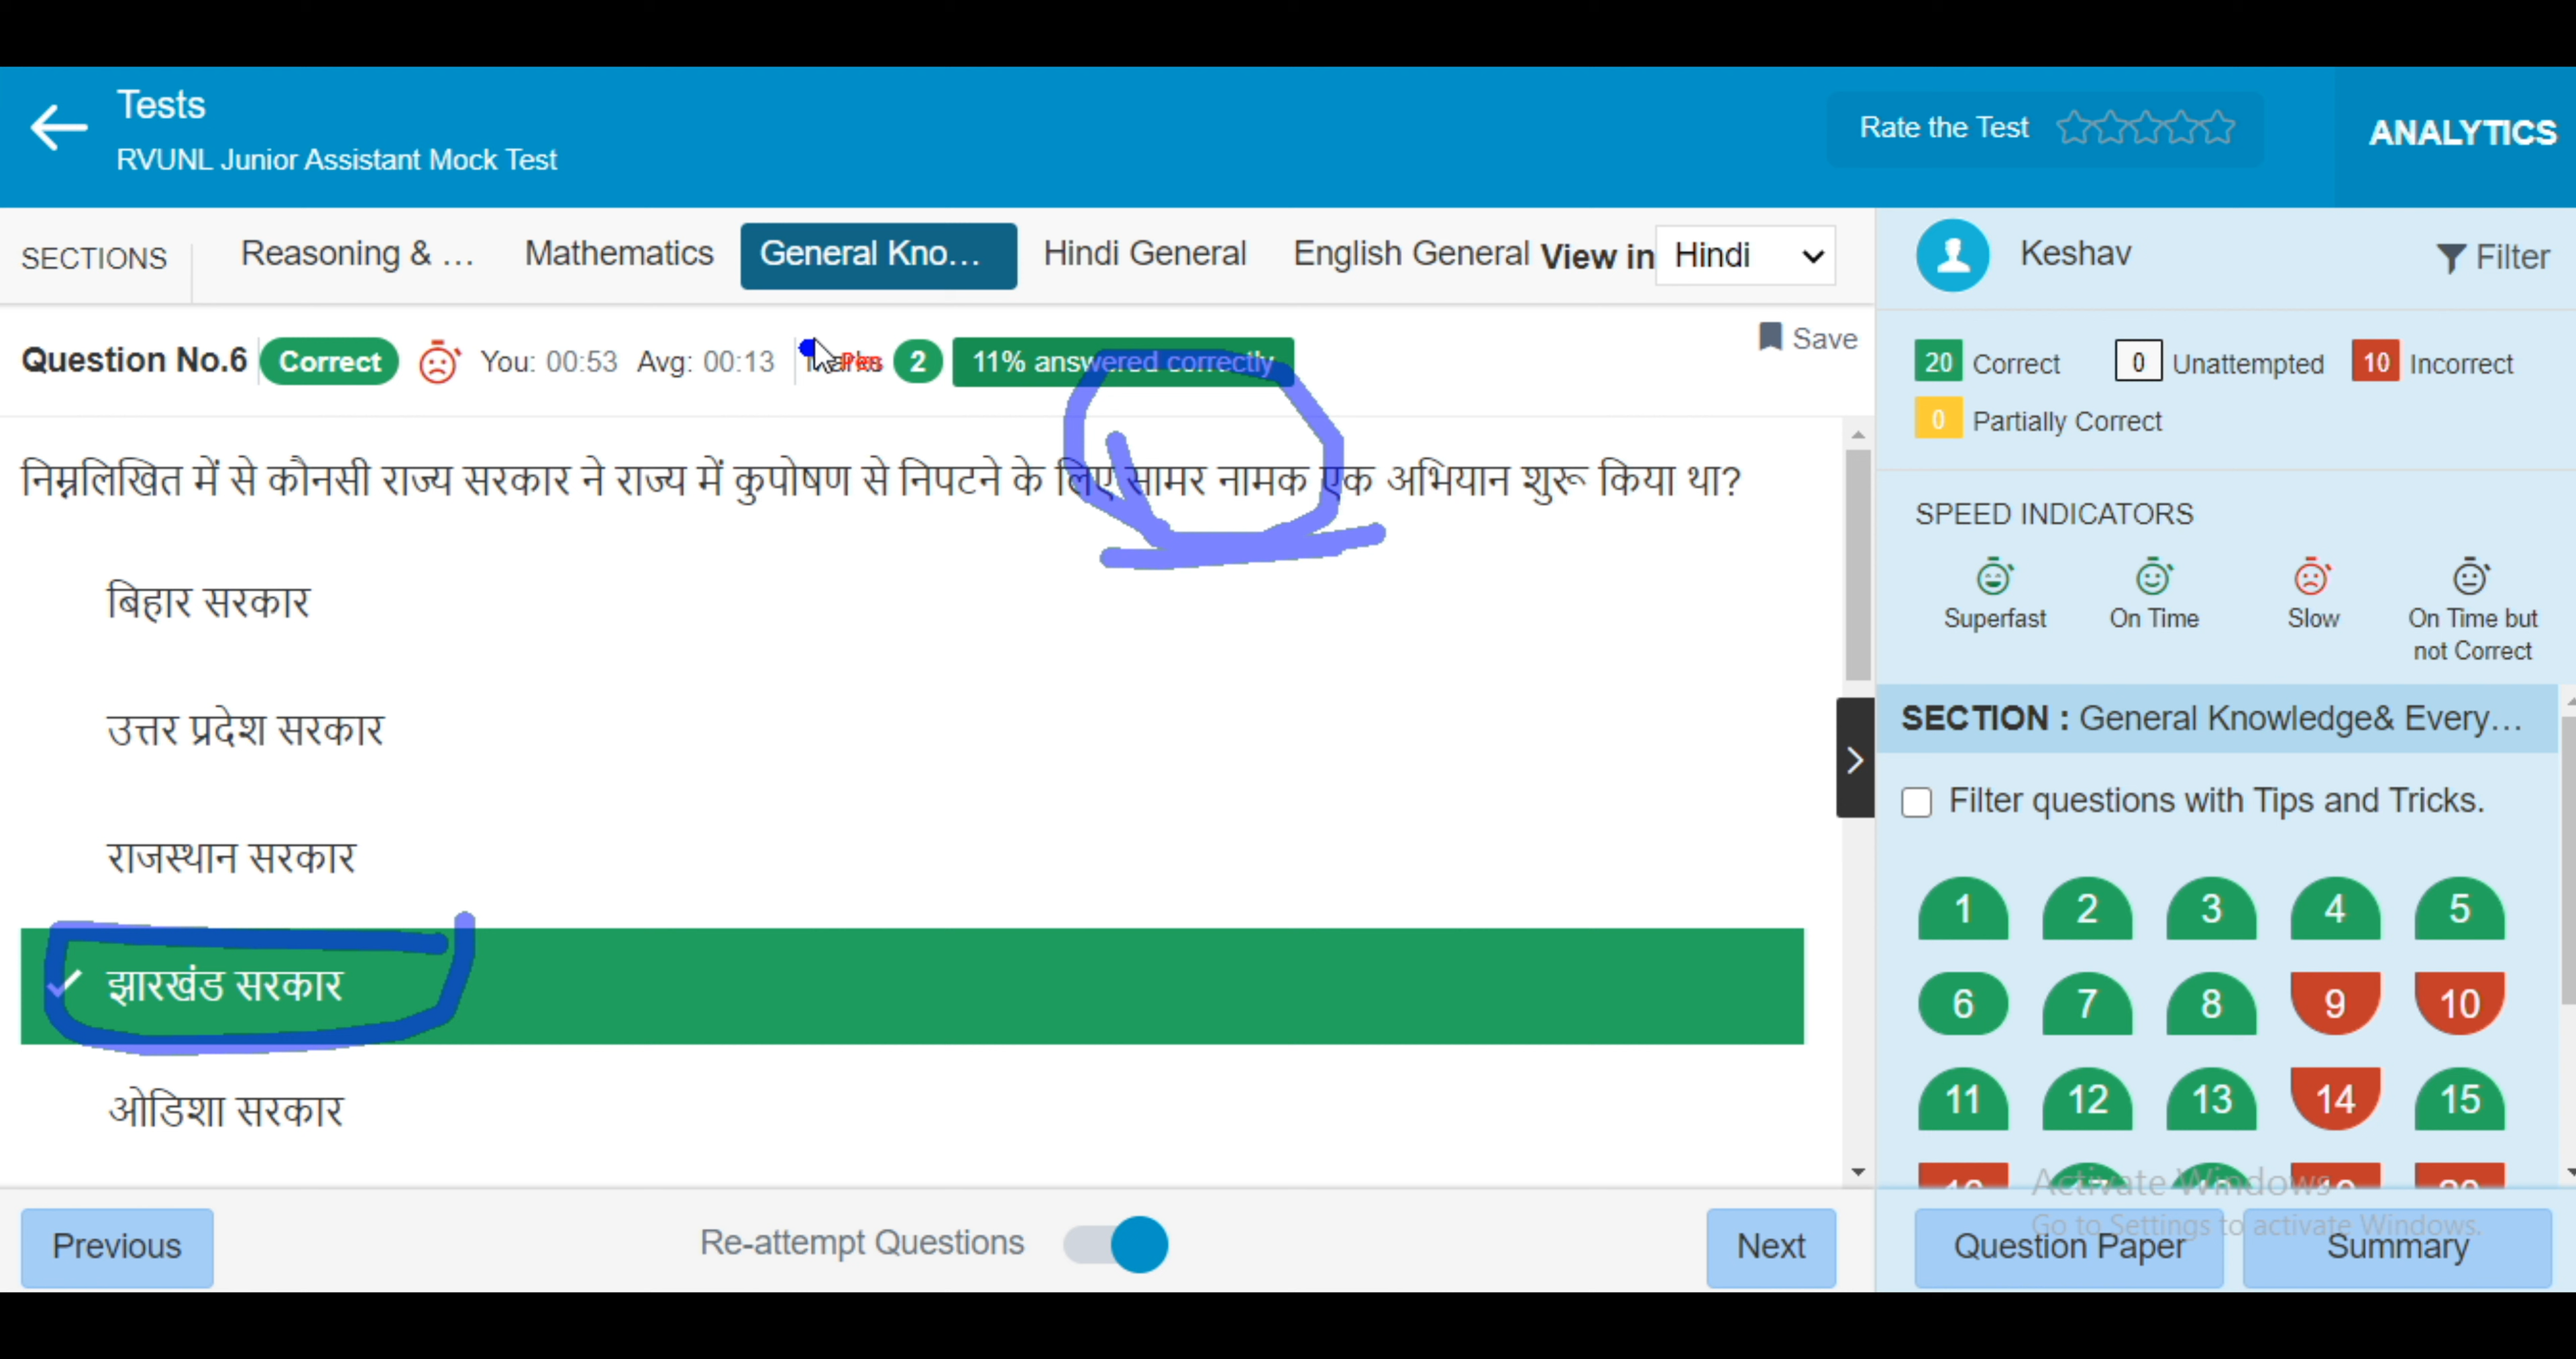 Tests
RVUNL Junior Assistant Mock Test
Rate the Test
ANALYTICS
SECTIONS Reasoning & ... Mathematics General Kno... Hindi General English General View in Hindi
Keshav Filter
Question No.6 Correct You: 00:53 Avg: 00:13 Pen 2 11% answered correctly Save
20 Correct 0 Unattempted 10 Incorrect
0 Partially Correct
निम्नलिखित में से कौनसी राज्य सरकार ने राज्य में कुपोषण से निपटने के लिए सामर नामक एक अभियान शुरू किया था?
बिहार सरकार
उत्तर प्रदेश सरकार
राजस्थान सरकार
झारखंड सरकार
ओडिशा सरकार
SPEED INDICATORS
Superfast On Time Slow On Time but
not Correct
SECTION : General Knowledge& Every...
Filter questions with Tips and Tricks.
1 2 3 4 5
6 7 8 9 10
11 12 13 14 15
Activate Windows
Go to Settings to activate Windows.
Previous Re-attempt Questions Next Question Paper Summary